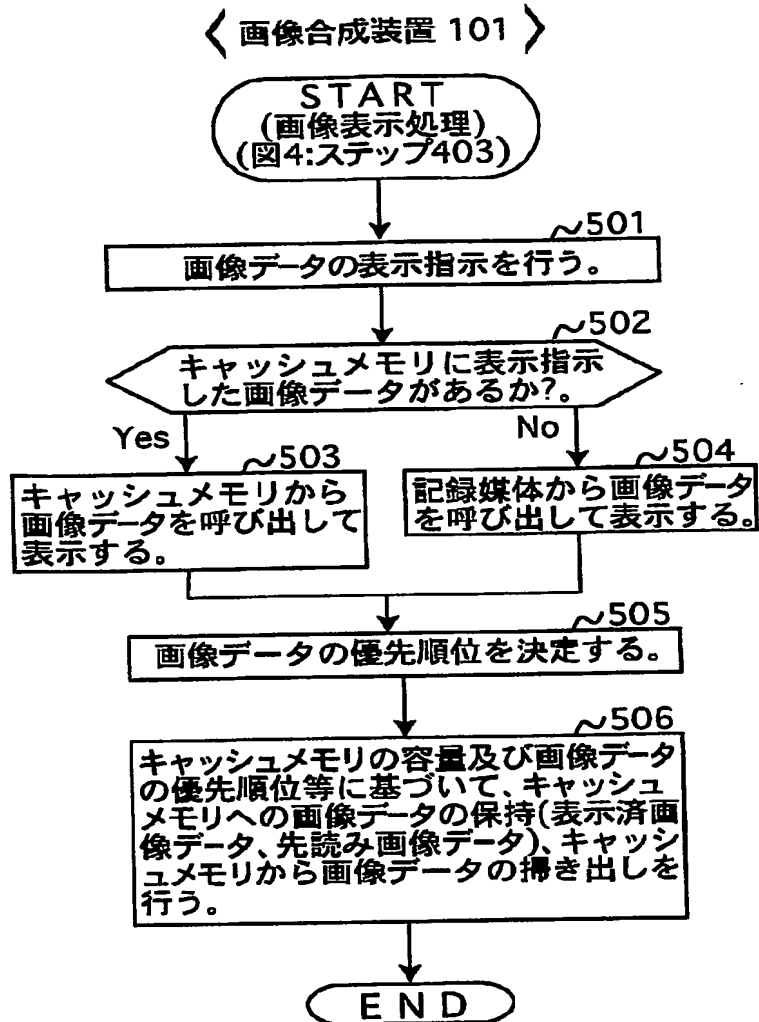 〈 画像合成装置 101 〉
START
(画像表示処理)
(図4:ステップ403)
~501
画像データの表示指示を行う。
~502
キャッシュメモリに表示指示
した画像データがあるか?。
Yes
No
~503
キャッシュメモリから
画像データを呼び出して
表示する。
~504
記録媒体から画像データ
を呼び出して表示する。
~505
画像データの優先順位を決定する。
~506
キャッシュメモリの容量及び画像データ
の優先順位等に基づいて、キャッシュ
メモリへの画像データの保持(表示済画
像データ、先読み画像データ)、キャッシ
ュメモリから画像データの掃き出しを
行う。
END